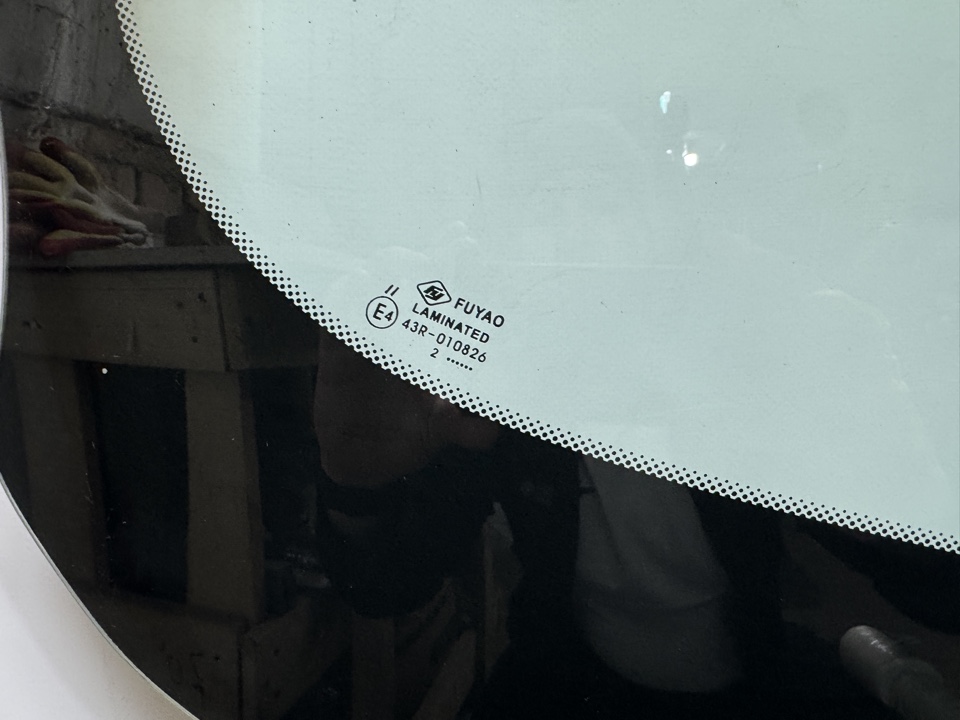 II
FUYAO
E4
LAMINATED
43R-010826
2 ······